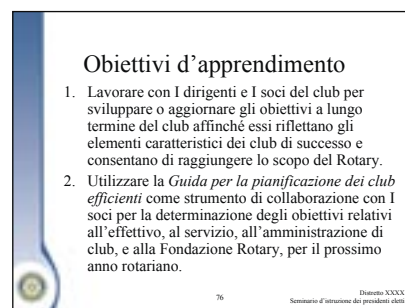 Obiettivi d'apprendimento
1. Lavorare con I dirigenti e I soci del club per
sviluppare o aggiornare gli obiettivi a lungo
termine del club affinché essi riflettano gli
elementi caratteristici dei club di successo e
consentano di raggiungere lo scopo del Rotary.
2. Utilizzare la Guida per la pianificazione dei club
efficienti come strumento di collaborazione con I
soci per la determinazione degli obiettivi relativi
all'effettivo, al servizio, all'amministrazione di
club, e alla Fondazione Rotary, per il prossimo
anno rotariano.
76
Distretto XXXX
Seminario d'istruzione dei presidenti eletti